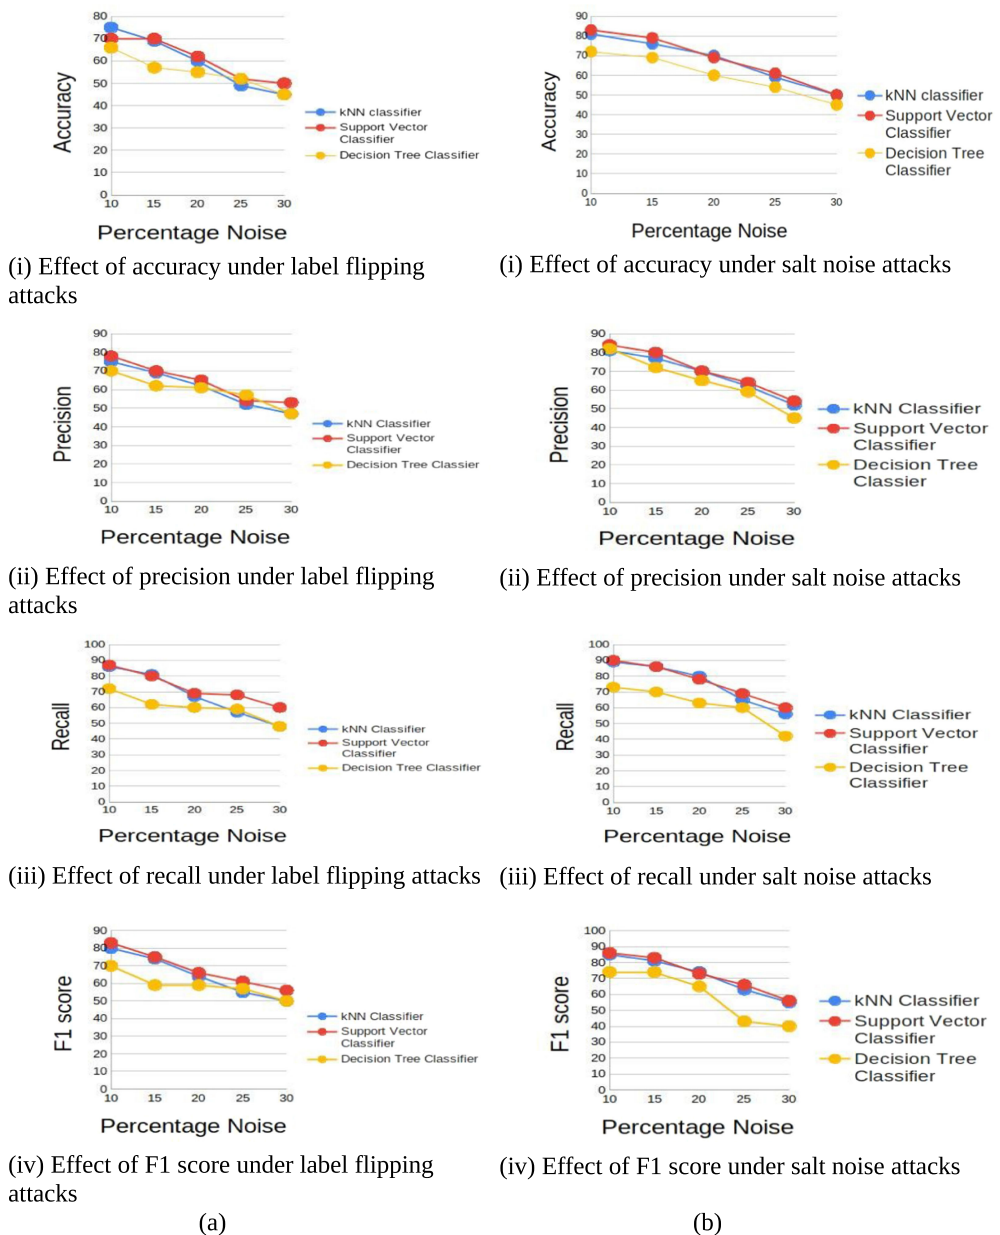 80
70
60
50
40
30
20
10
0
10 15 20 25 30
Accuracy
Percentage Noise
kNN classifier
Support Vector
Classifier
Decision Tree Classifier
(i) Effect of accuracy under label flipping
attacks
90
80
70
60
50
40
30
20
10
0
10 15 20 25 30
Accuracy
Percentage Noise
kNN classifier
Support Vector
Classifier
Decision Tree
Classifier
(i) Effect of accuracy under salt noise attacks
90
80
70
60
50
40
30
20
10
0
10 15 20 25 30
Precision
Percentage Noise
kNN Classifier
Support Vector
Classifier
Decision Tree Classier
(ii) Effect of precision under label flipping
attacks
90
80
70
60
50
40
30
20
10
0
10 15 20 25 30
Precision
Percentage Noise
kNN Classifier
Support Vector
Classifier
Decision Tree
Classier
(ii) Effect of precision under salt noise attacks
100
90
80
70
60
50
40
30
20
10
0
10 15 20 25 30
Recall
Percentage Noise
kNN Classifier
Support Vector
Classifier
Decision Tree Classifier
(iii) Effect of recall under label flipping attacks
100
90
80
70
60
50
40
30
20
10
0
10 15 20 25 30
Recall
Percentage Noise
kNN Classifier
Support Vector
Classifier
Decision Tree
Classifier
(iii) Effect of recall under salt noise attacks
90
80
70
60
50
40
30
20
10
0
10 15 20 25 30
F1 score
Percentage Noise
kNN Classifier
Support Vector
Classifier
Decision Tree Classifier
(iv) Effect of F1 score under label flipping
attacks
(a)
100
90
80
70
60
50
40
30
20
10
0
10 15 20 25 30
F1 score
Percentage Noise
kNN Classifier
Support Vector
Classifier
Decision Tree
Classifier
(iv) Effect of F1 score under salt noise attacks
(b)